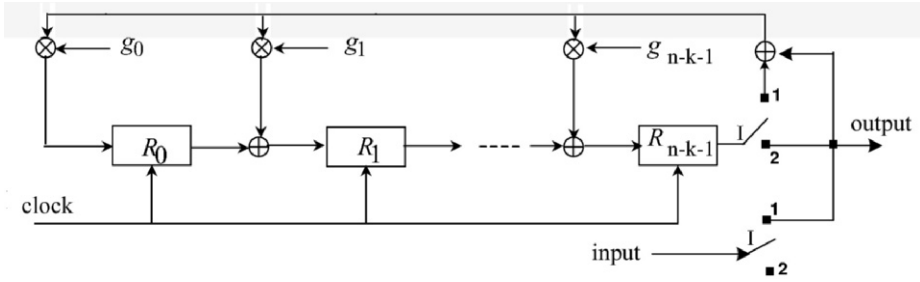 g0 g1 g n-k-1
1
output
R0 R1 ---- R n-k-1 I
2
clock
1
input I
2